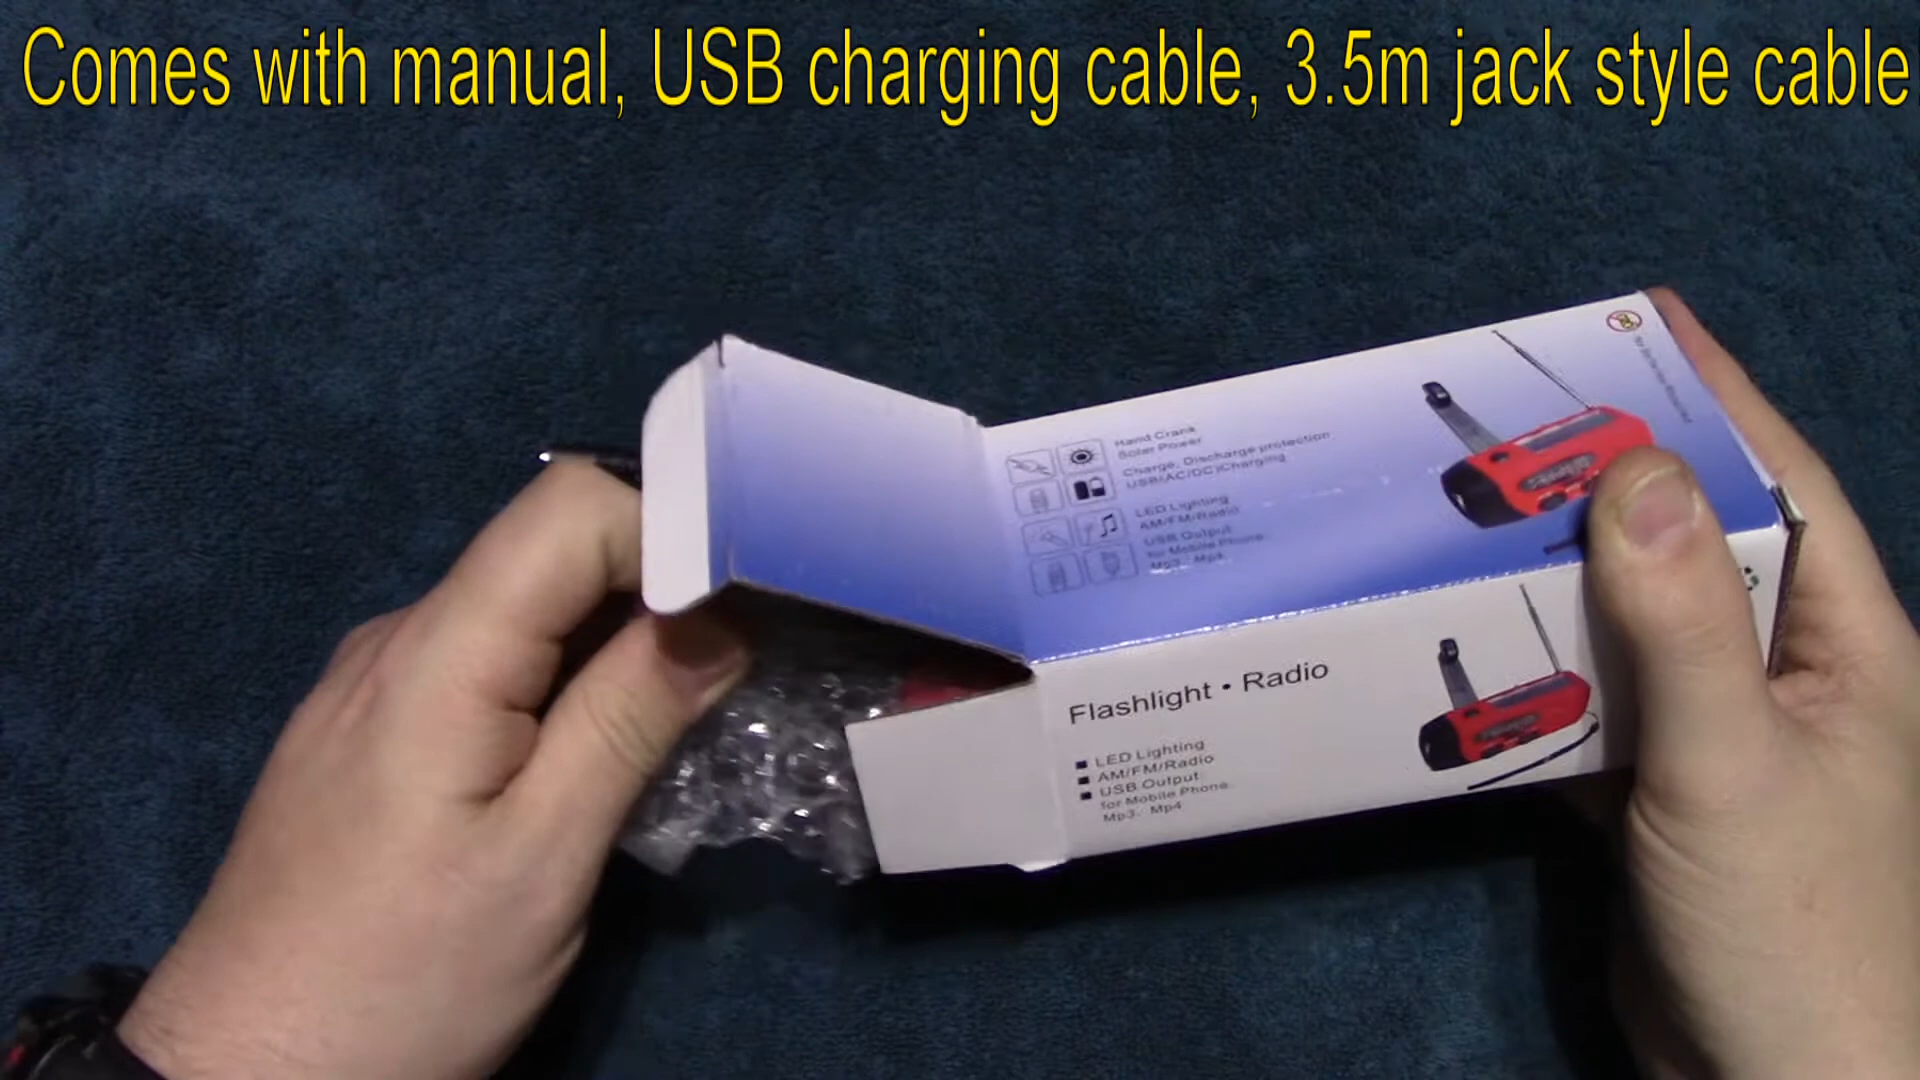 Comes with manual, USB charging cable, 3.5m jack style cable
Hand Crank
Solar Power
Charge, Discharge protection
USB(AC/DC)Charging
LED Lighting
AM/FM/Radio
USB Output
for Mobile Phone
Mp3、Mp4
Flashlight • Radio
LED Lighting
AM/FM/Radio
USB Output
for Mobile Phone
Mp3、Mp4